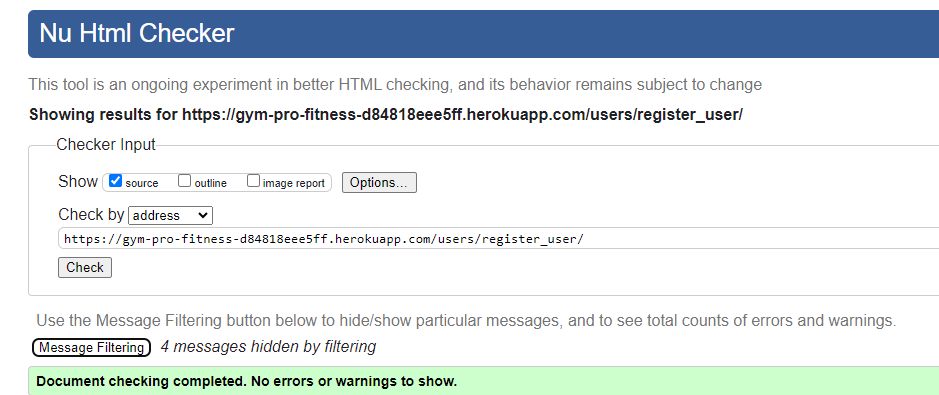 Nu Html Checker
This tool is an ongoing experiment in better HTML checking, and its behavior remains subject to change
Showing results for https://gym-pro-fitness-d84818eee5ff.herokuapp.com/users/register_user/
Checker Input
Show source outline image report Options...
Check by address
https://gym-pro-fitness-d84818eee5ff.herokuapp.com/users/register_user/
Check
Use the Message Filtering button below to hide/show particular messages, and to see total counts of errors and warnings.
Message Filtering 4 messages hidden by filtering
Document checking completed. No errors or warnings to show.